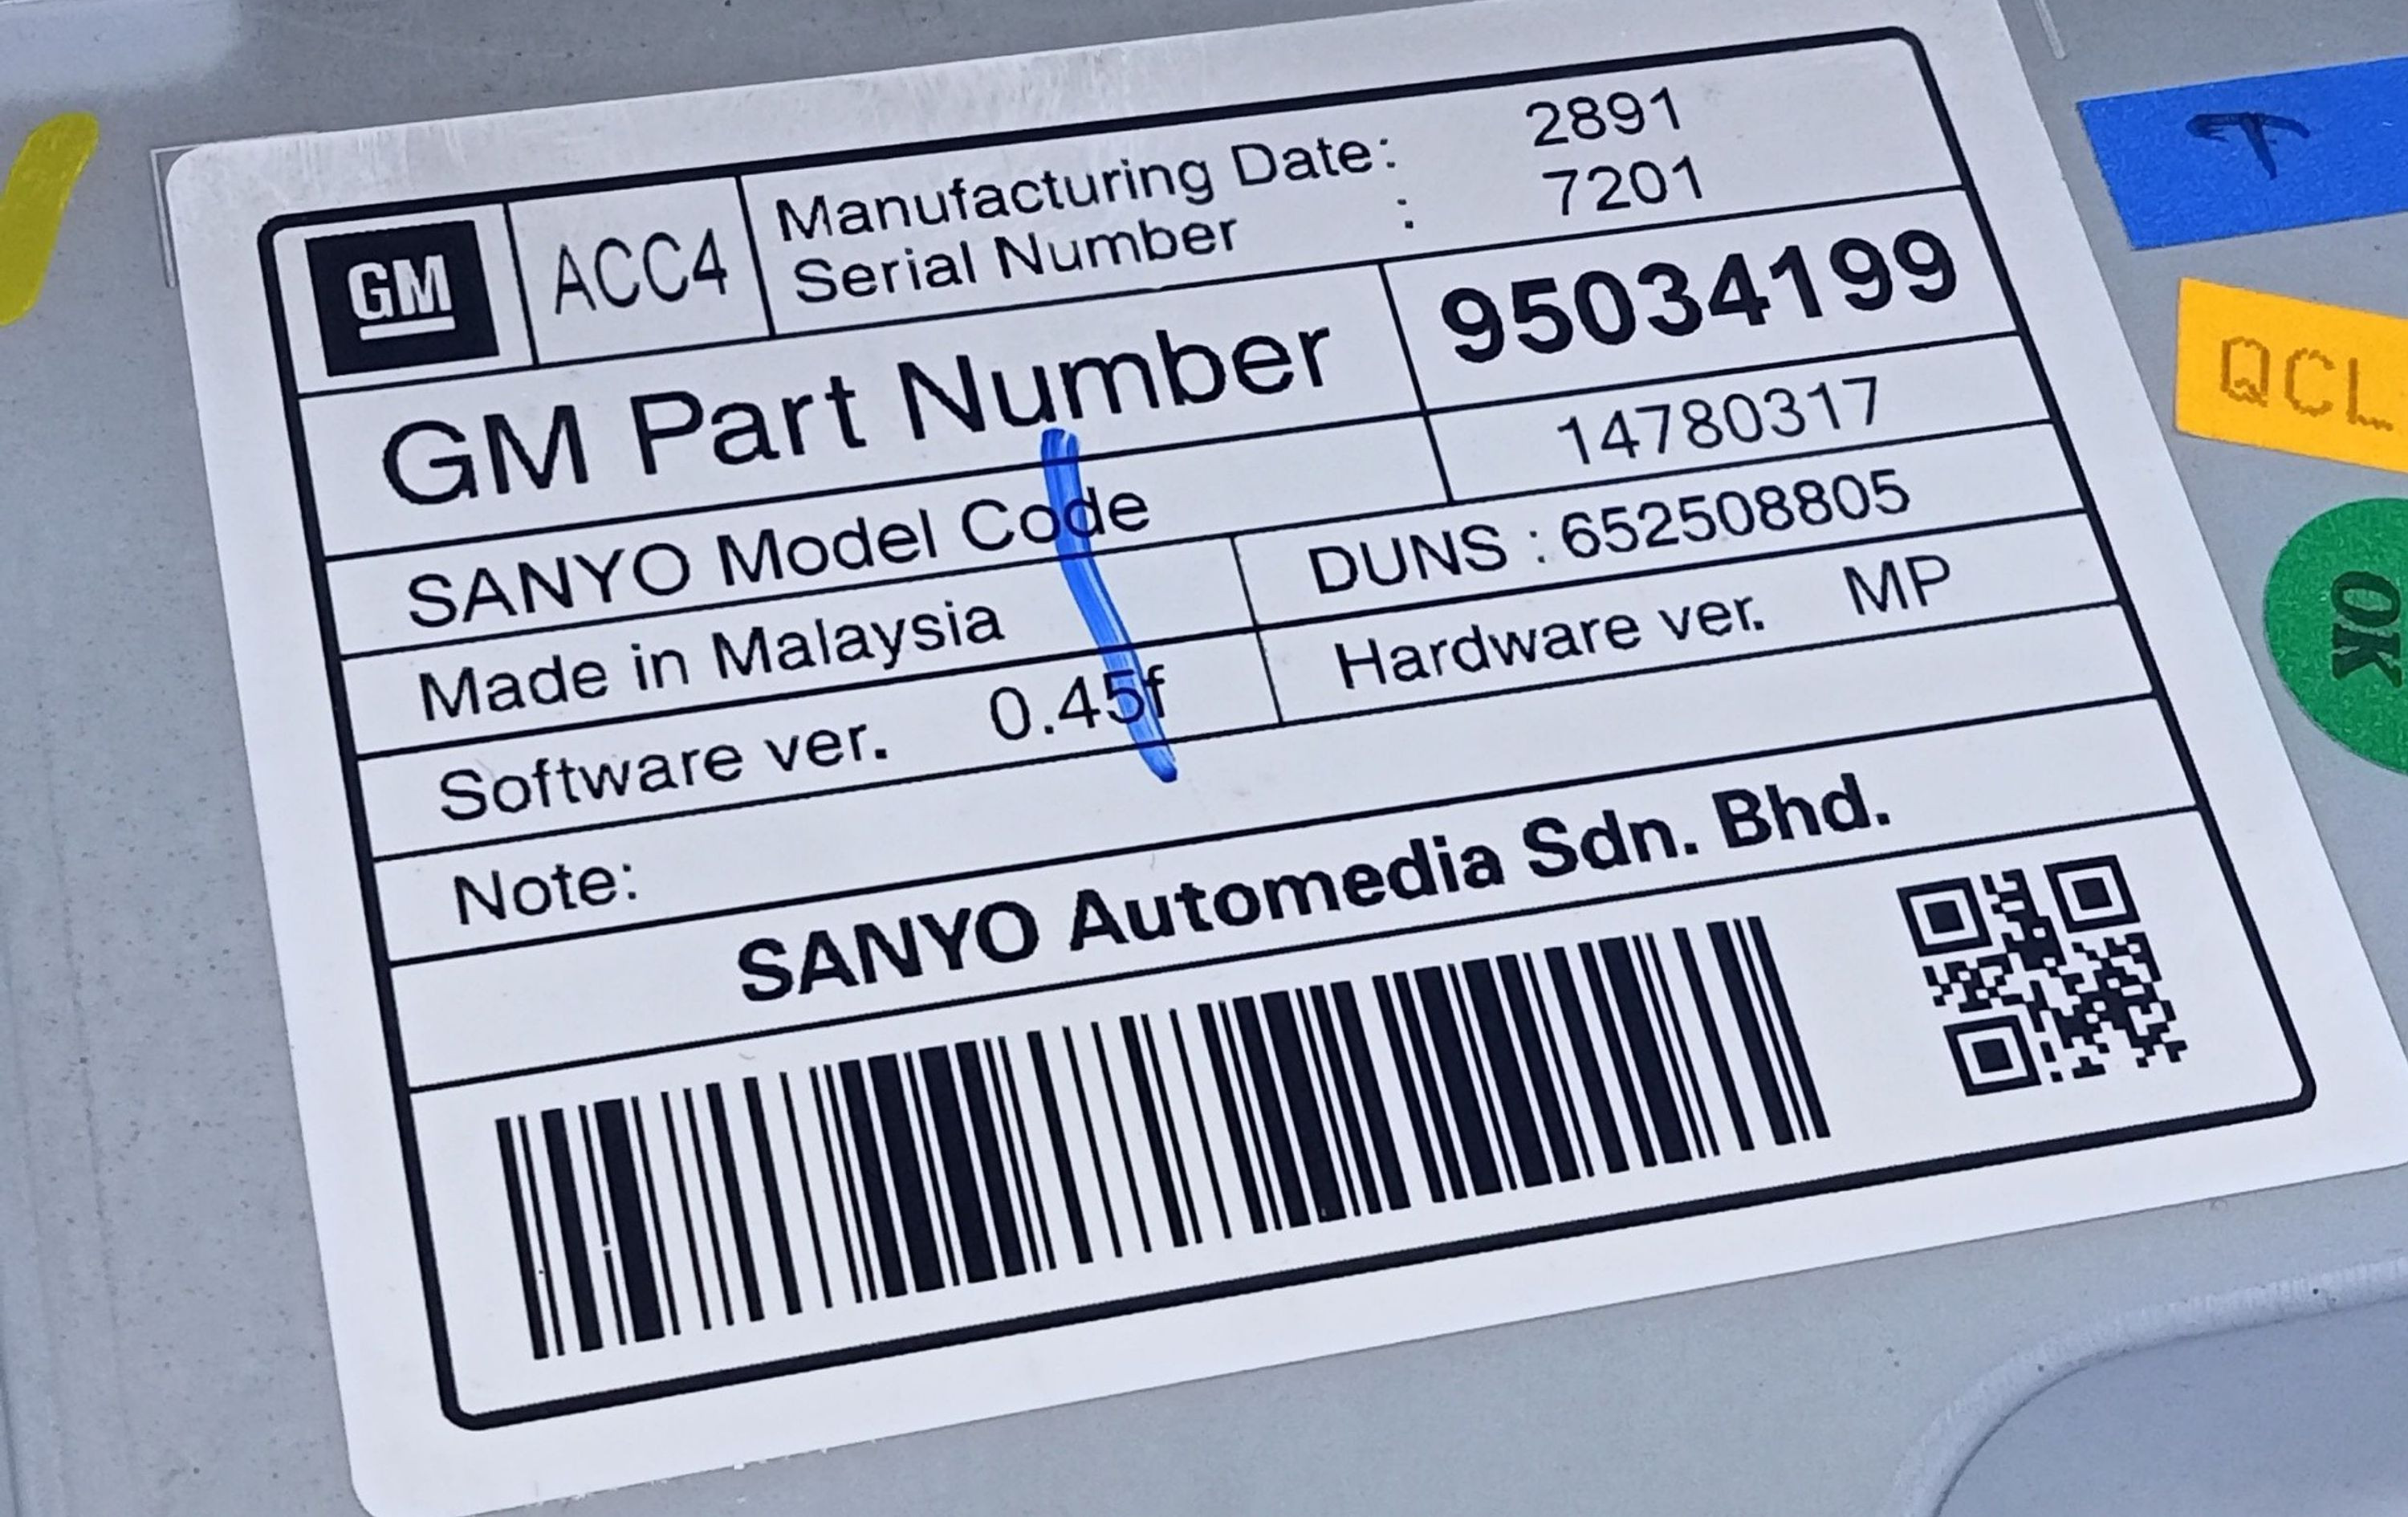 GM ACC4 Manufacturing Date: 2891
Serial Number : 7201
GM Part Number 95034199
SANYO Model Code 14780317
Made in Malaysia DUNS : 652508805
Software ver. 0.45f Hardware ver. MP
Note:
SANYO Automedia Sdn. Bhd.
T
QCL
OK